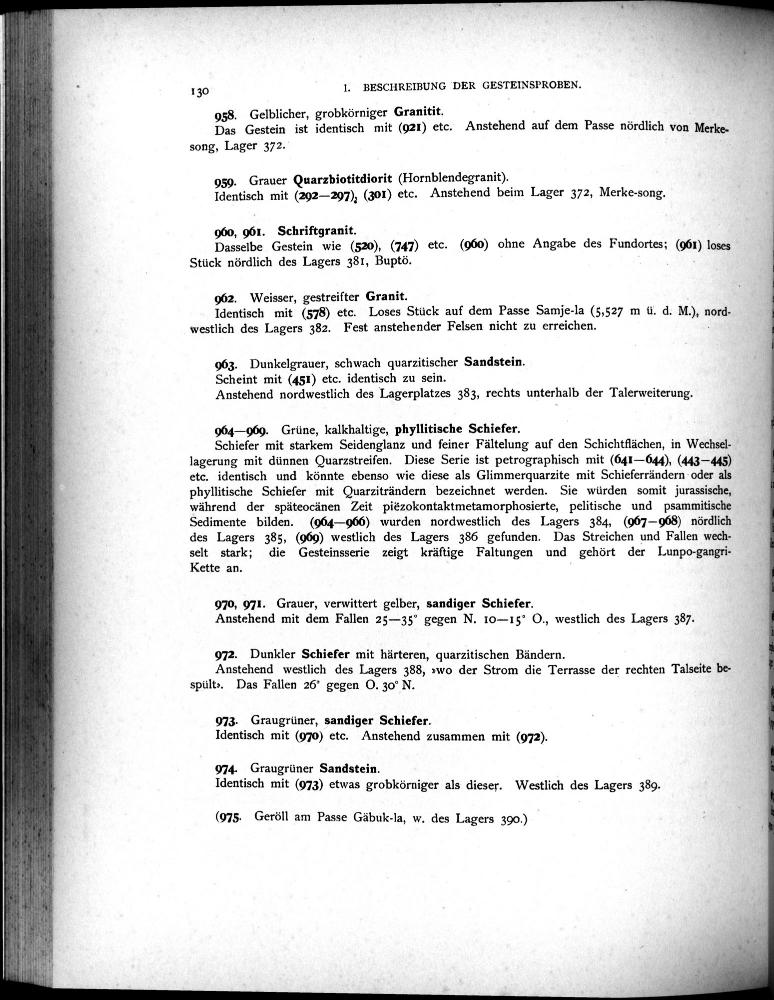 130
I. BESCHREIBUNG DER GESTEINSPROBEN.
958. Gelblicher, grobkörniger Granitit.
Das Gestein ist identisch mit (921) etc. Anstehend auf dem Passe nördlich von Merke-
song, Lager 372.
959. Grauer Quarzbiotitdiorit (Hornblendegranit).
Identisch mit (292—297), (301) etc. Anstehend beim Lager 372, Merke-song.
960, 961. Schriftgranit.
Dasselbe Gestein wie (520), (747) etc. (960) ohne Angabe des Fundortes; (961) loses
Stück nördlich des Lagers 381, Buptö.
962. Weisser, gestreifter Granit.
Identisch mit (578) etc. Loses Stück auf dem Passe Samje-la (5,527 m ü. d. M.), nord-
westlich des Lagers 382. Fest anstehender Felsen nicht zu erreichen.
963. Dunkelgrauer, schwach quarzitischer Sandstein.
Scheint mit (451) etc. identisch zu sein.
Anstehend nordwestlich des Lagerplatzes 383, rechts unterhalb der Talerweiterung.
964—969. Grüne, kalkhaltige, phyllitische Schiefer.
Schiefer mit starkem Seidenglanz und feiner Fältelung auf den Schichtflächen, in Wechsel-
lagerung mit dünnen Quarzstreifen. Diese Serie ist petrographisch mit (641—644), (443—445)
etc. identisch und könnte ebenso wie diese als Glimmerquarzite mit Schieferrändern oder als
phyllitische Schiefer mit Quarziträndern bezeichnet werden. Sie würden somit jurassische,
während der späteocänen Zeit piëzokontaktmetamorphosierte, pelitische und psammitische
Sedimente bilden. (964—966) wurden nordwestlich des Lagers 384, (967—968) nördlich
des Lagers 385, (969) westlich des Lagers 386 gefunden. Das Streichen und Fallen wech-
selt stark; die Gesteinsserie zeigt kräftige Faltungen und gehört der Lunpo-gangri-
Kette an.
970, 971. Grauer, verwittert gelber, sandiger Schiefer.
Anstehend mit dem Fallen 25—35° gegen N. 10—15° O., westlich des Lagers 387.
972. Dunkler Schiefer mit härteren, quarzitischen Bändern.
Anstehend westlich des Lagers 388, »wo der Strom die Terrasse der rechten Talseite be-
spült». Das Fallen 26° gegen O. 30° N.
973. Graugrüner, sandiger Schiefer.
Identisch mit (970) etc. Anstehend zusammen mit (972).
974. Graugrüner Sandstein.
Identisch mit (973) etwas grobkörniger als dieser. Westlich des Lagers 389.
(975. Geröll am Passe Gäbuk-la, w. des Lagers 390.)